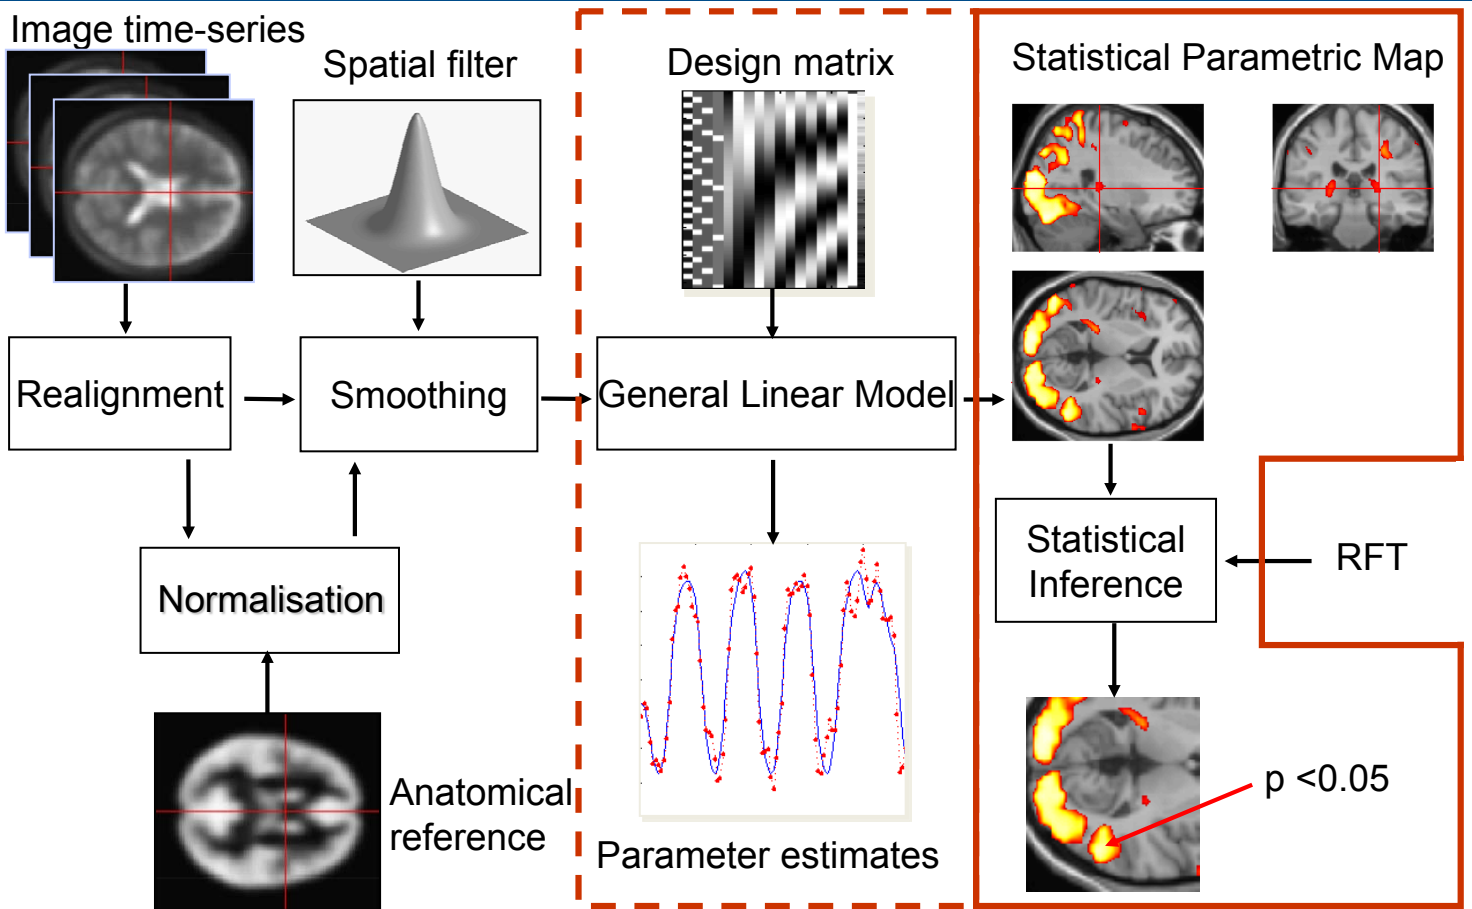 Image time-series
Spatial filter
Design matrix
Statistical Parametric Map
Realignment
Smoothing
General Linear Model
Statistical
Inference
RFT
Normalisation
Anatomical
reference
Parameter estimates
p <0.05